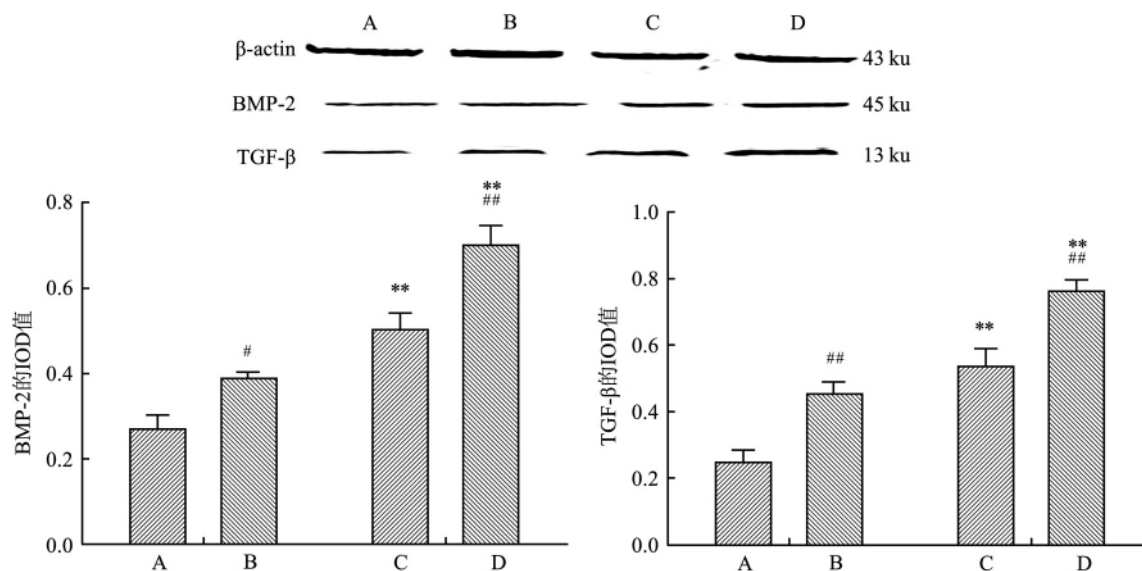 A B C D
β-actin 43 ku
BMP-2 45 ku
TGF-β 13 ku
BMP-2的IOD值
0.8
0.6
0.4
0.2
0.0
#
**
**
##
A B C D
TGF-β的IOD值
1.0
0.8
0.6
0.4
0.2
0.0
##
**
**
##
A B C D